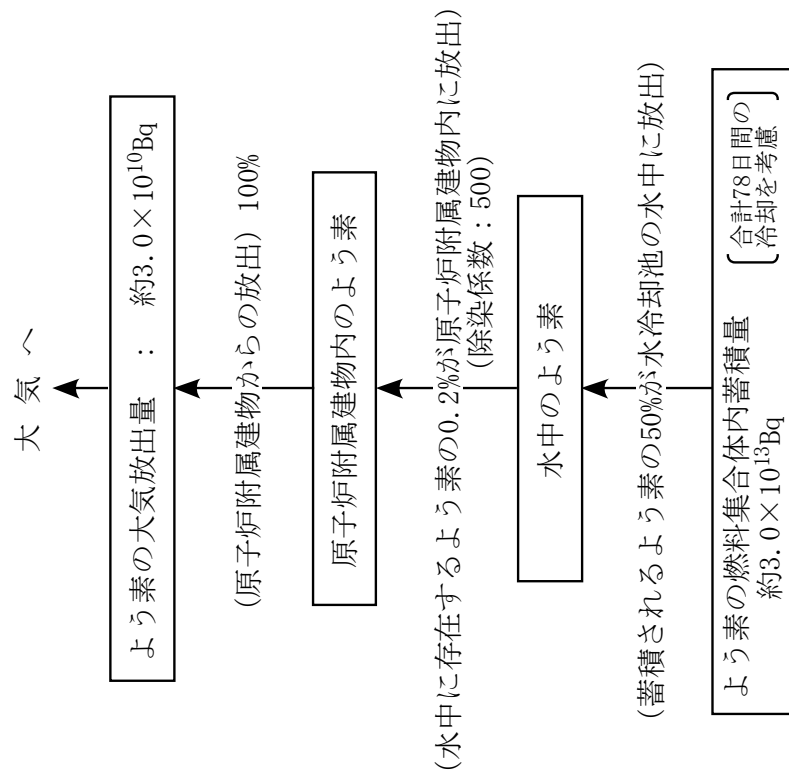 大 気 へ
よう素の大気放出量 : 約3.0×10¹⁰Bq
(原子炉附属建物からの放出) 100%
原子炉附属建物内のよう素
(水中に存在するよう素の0.2%が原子炉附属建物内に放出)
(除染係数:500)
水中のよう素
(蓄積されるよう素の50%が水冷却池の水中に放出)
よう素の燃料集合体内蓄積量
約3.0×10¹³Bq
合計78日間の
冷却を考慮